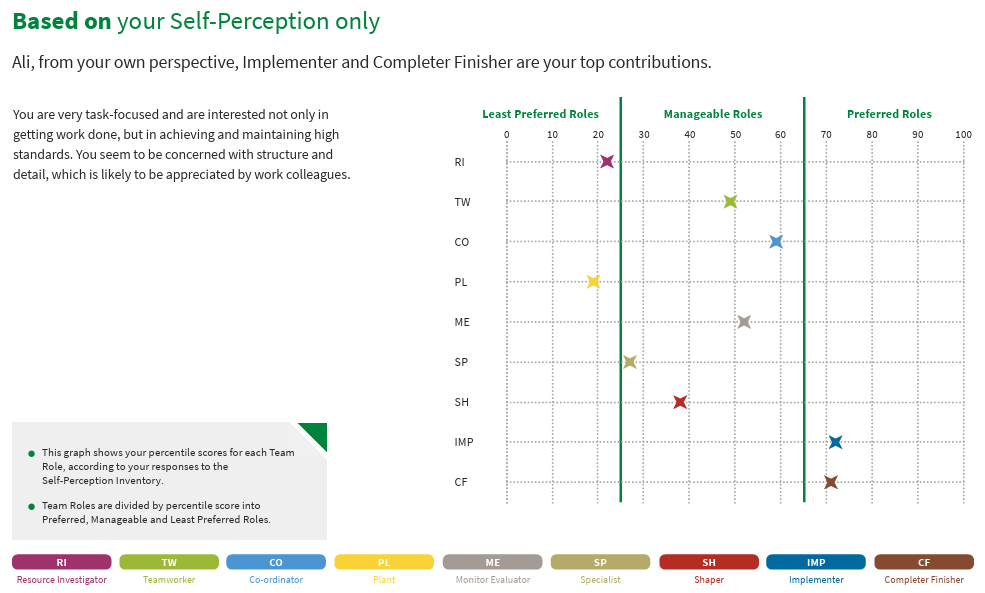 Based on your Self-Perception only
Ali, from your own perspective, Implementer and Completer Finisher are your top contributions.
You are very task-focused and are interested not only in
getting work done, but in achieving and maintaining high
standards. You seem to be concerned with structure and
detail, which is likely to be appreciated by work colleagues.
Least Preferred Roles Manageable Roles Preferred Roles
0 10 20 30 40 50 60 70 80 90 100
RI
TW
CO
PL
ME
SP
SH
IMP
CF
This graph shows your percentile scores for each Team
Role, according to your responses to the
Self-Perception Inventory.
Team Roles are divided by percentile score into
Preferred, Manageable and Least Preferred Roles.
RI TW CO PL ME SP SH IMP CF
Resource Investigator Teamworker Co-ordinator Plant Monitor Evaluator Specialist Shaper Implementer Completer Finisher